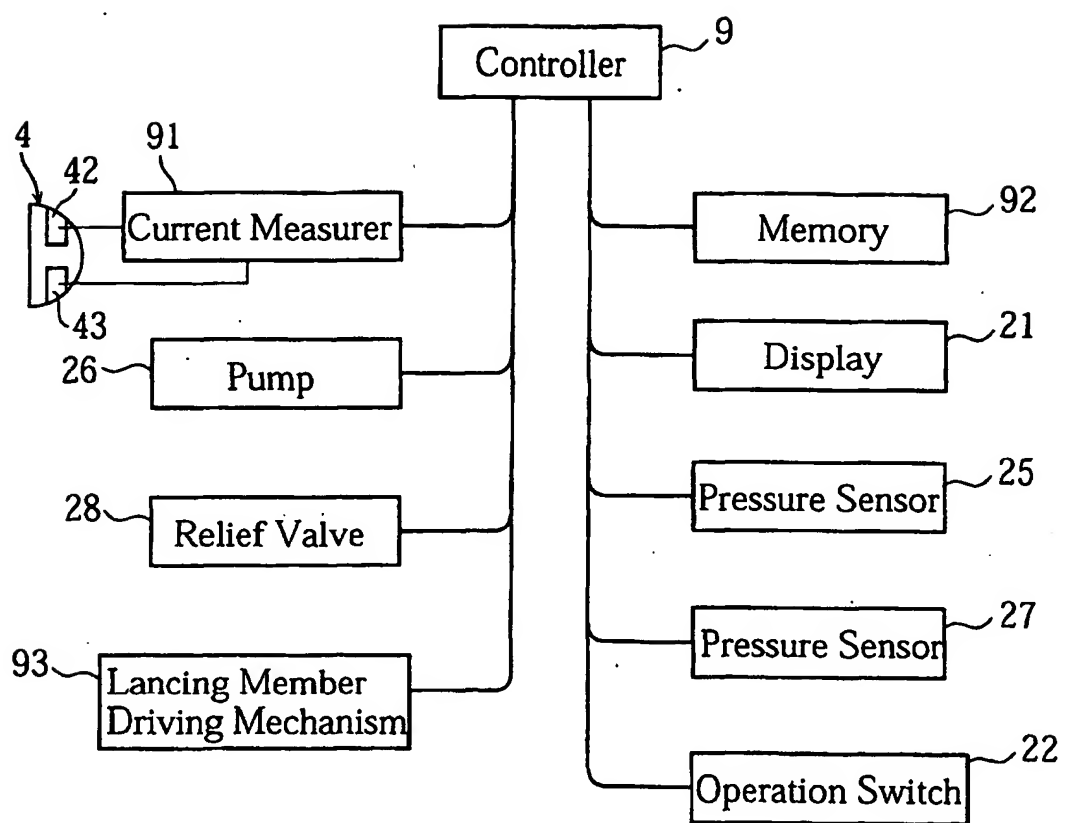 9
Controller
4
42
91
Current Measurer
43
92
Memory
26
Pump
21
Display
28
Relief Valve
25
Pressure Sensor
93
Lancing Member
Driving Mechanism
27
Pressure Sensor
22
Operation Switch